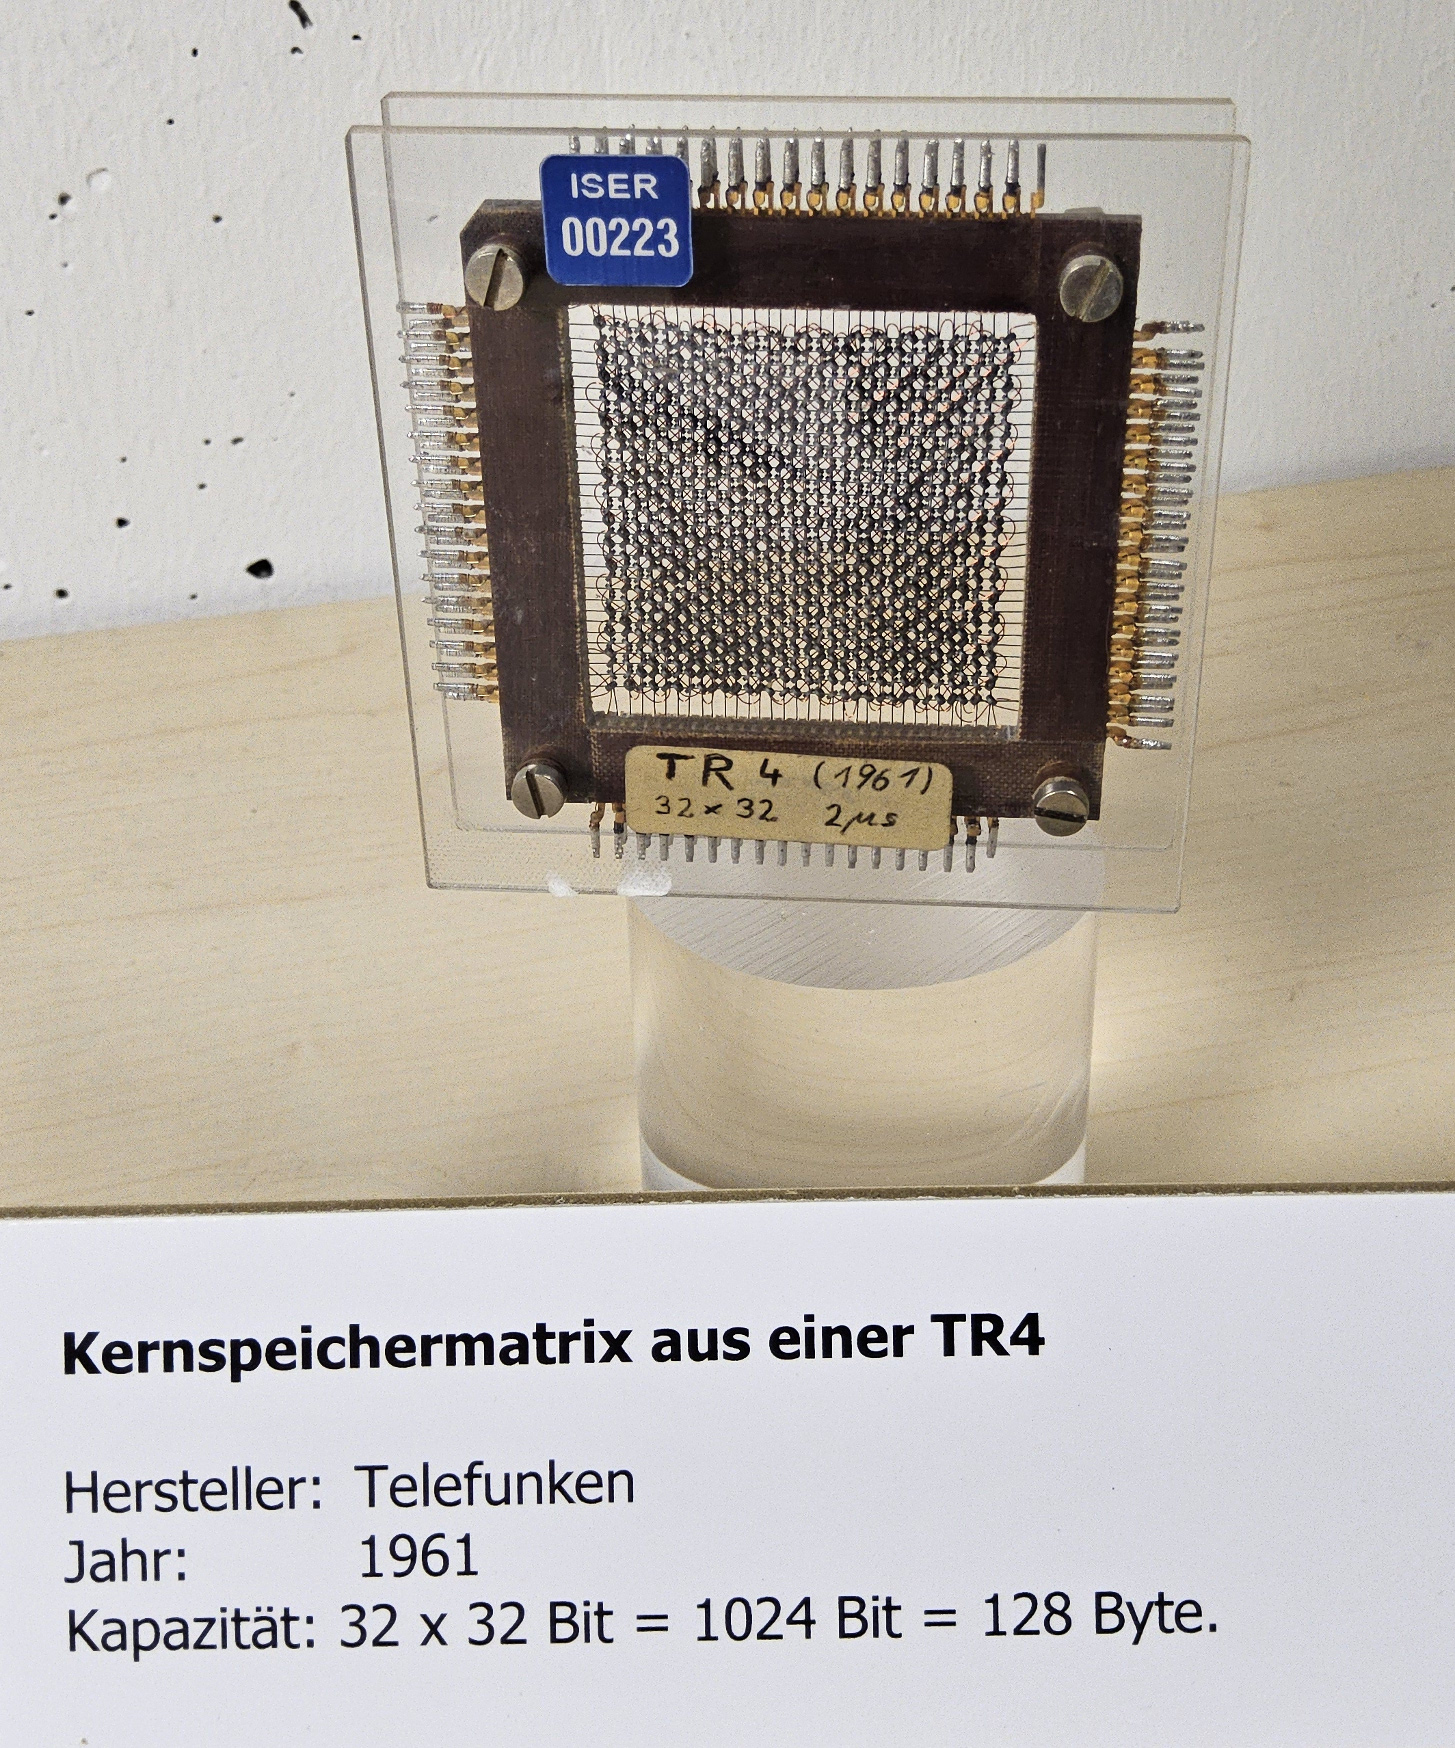 ISER
00223
TR 4 (1961)
32 x 32 2µs
Kernspeichermatrix aus einer TR4
Hersteller: Telefunken
Jahr: 1961
Kapazität: 32 x 32 Bit = 1024 Bit = 128 Byte.